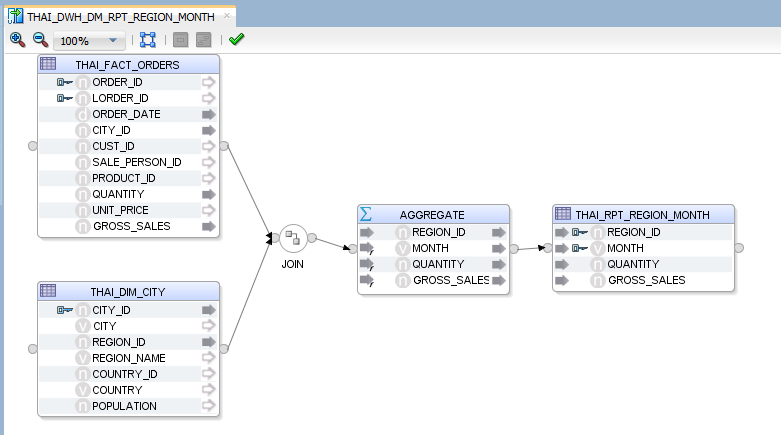 THAI_DWH_DM_RPT_REGION_MONTH
100%
THAI_FACT_ORDERS
ORDER_ID
LORDER_ID
ORDER_DATE
CITY_ID
CUST_ID
SALE_PERSON_ID
PRODUCT_ID
QUANTITY
UNIT_PRICE
GROSS_SALES
THAI_DIM_CITY
CITY_ID
CITY
REGION_ID
REGION_NAME
COUNTRY_ID
COUNTRY
POPULATION
JOIN
AGGREGATE
REGION_ID
MONTH
QUANTITY
GROSS_SALES
THAI_RPT_REGION_MONTH
REGION_ID
MONTH
QUANTITY
GROSS_SALES